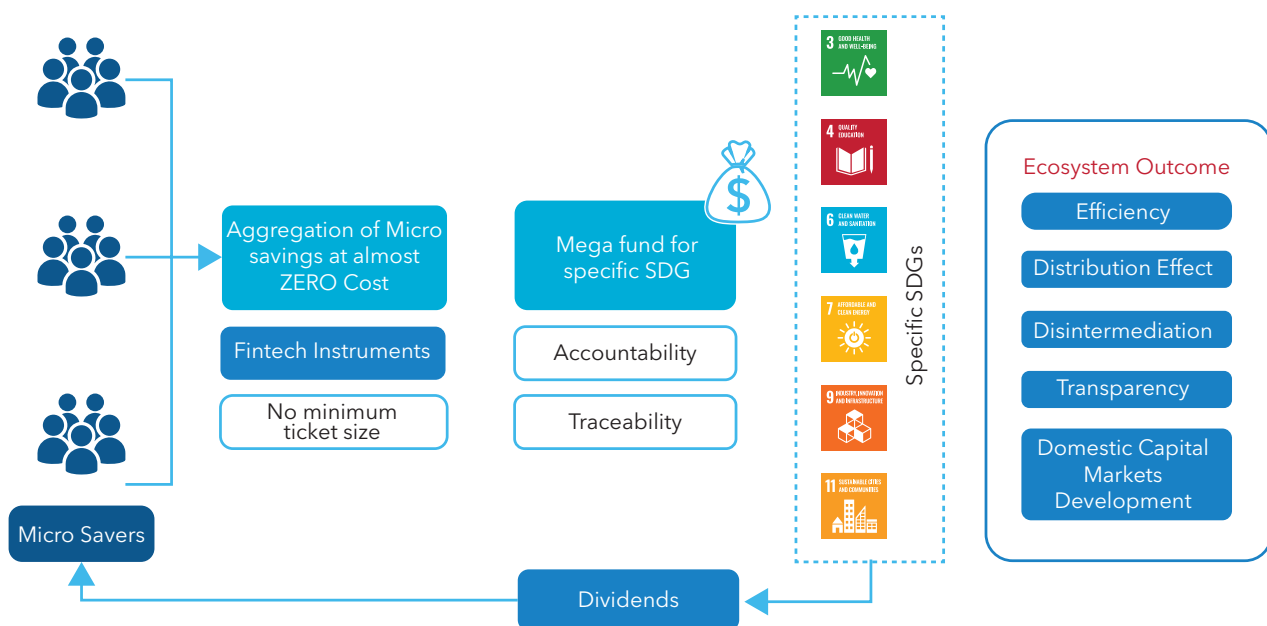 Aggregation of Micro
savings at almost
ZERO Cost
Fintech Instruments
No minimum
ticket size
Micro Savers
Mega fund for
specific SDG
$
Accountability
Traceability
Dividends
3 GOOD HEALTH
AND WELL-BEING
4 QUALITY
EDUCATION
6 CLEAN WATER
AND SANITATION
7 AFFORDABLE AND
CLEAN ENERGY
9 INDUSTRY, INNOVATION
AND INFRASTRUCTURE
11 SUSTAINABLE CITIES
AND COMMUNITIES
Specific SDGs
Ecosystem Outcome
Efficiency
Distribution Effect
Disintermediation
Transparency
Domestic Capital
Markets
Development